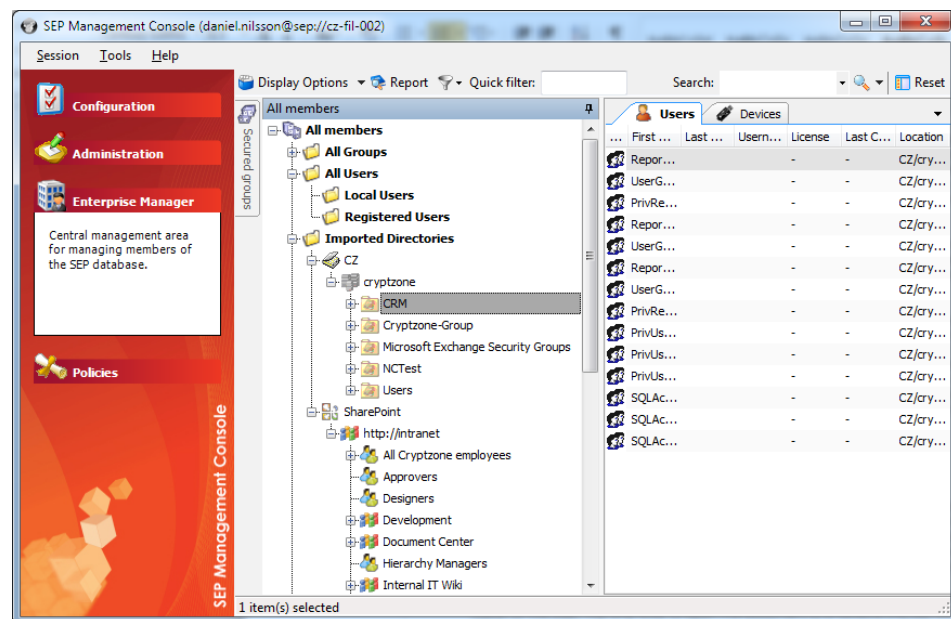 SEP Management Console (daniel.nilsson@sep://cz-fil-002)
Session Tools Help
Configuration
Administration
Enterprise Manager
Central management area
for managing members of
the SEP database.
Policies
SEP Management Console
Display Options Report Quick filter: Search: Reset
Secured groups
All members
All members
All Groups
All Users
Local Users
Registered Users
Imported Directories
CZ
cryptzone
CRM
Cryptzone-Group
Microsoft Exchange Security Groups
NCTest
Users
SharePoint
http://intranet
All Cryptzone employees
Approvers
Designers
Development
Document Center
Hierarchy Managers
Internal IT Wiki
Users Devices
... First ... Last ... Usern... License Last C... Location
Repor... - - CZ/cry...
UserG... - - CZ/cry...
PrivRe... - - CZ/cry...
Repor... - - CZ/cry...
UserG... - - CZ/cry...
Repor... - - CZ/cry...
UserG... - - CZ/cry...
PrivRe... - - CZ/cry...
PrivUs... - - CZ/cry...
PrivUs... - - CZ/cry...
PrivUs... - - CZ/cry...
SQLAc... - - CZ/cry...
SQLAc... - - CZ/cry...
SQLAc... - - CZ/cry...
1 item(s) selected